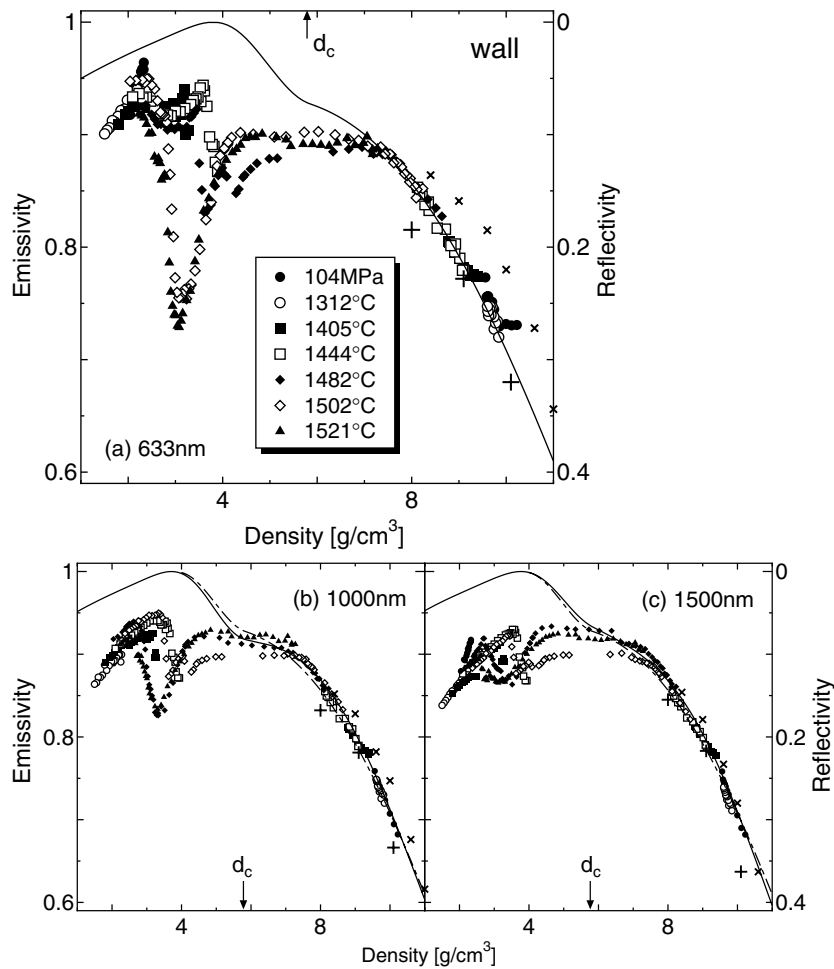 1
0
d_c
wall
0.8
0.2
0.6
0.4
Emissivity
Reflectivity
104MPa
1312°C
1405°C
1444°C
1482°C
1502°C
1521°C
(a) 633nm
4
8
Density [g/cm³]
1
0.8
0.6
Emissivity
(b) 1000nm
d_c
4
8
(c) 1500nm
d_c
4
8
0
0.2
0.4
Reflectivity
Density [g/cm³]